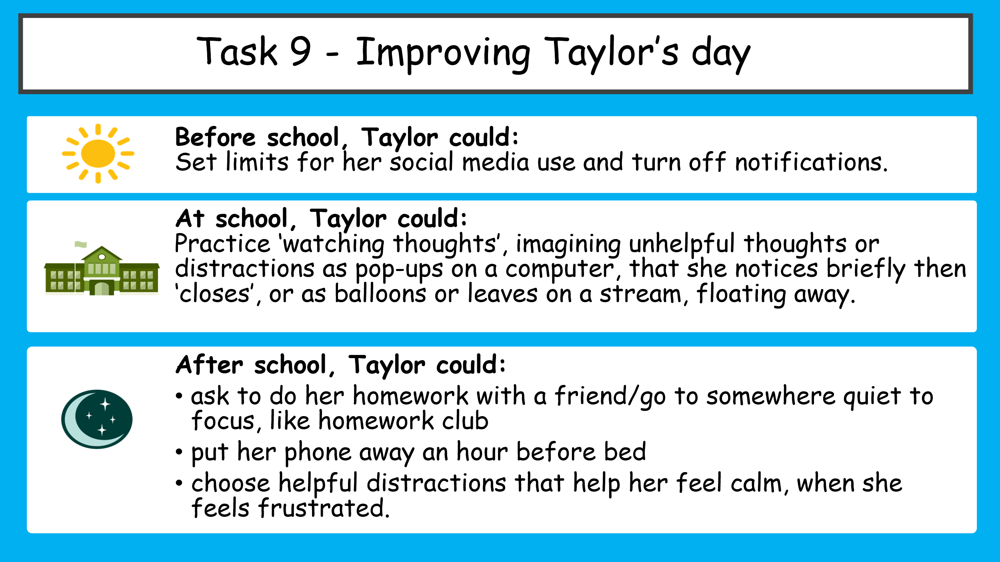 Task 9 - Improving Taylor's day
Before school, Taylor could:
Set limits for her social media use and turn off notifications.
At school, Taylor could:
Practice ‘watching thoughts’, imagining unhelpful thoughts or
distractions as pop-ups on a computer, that she notices briefly then
‘closes’, or as balloons or leaves on a stream, floating away.
After school, Taylor could:
• ask to do her homework with a friend/go to somewhere quiet to
focus, like homework club
• put her phone away an hour before bed
• choose helpful distractions that help her feel calm, when she
feels frustrated.